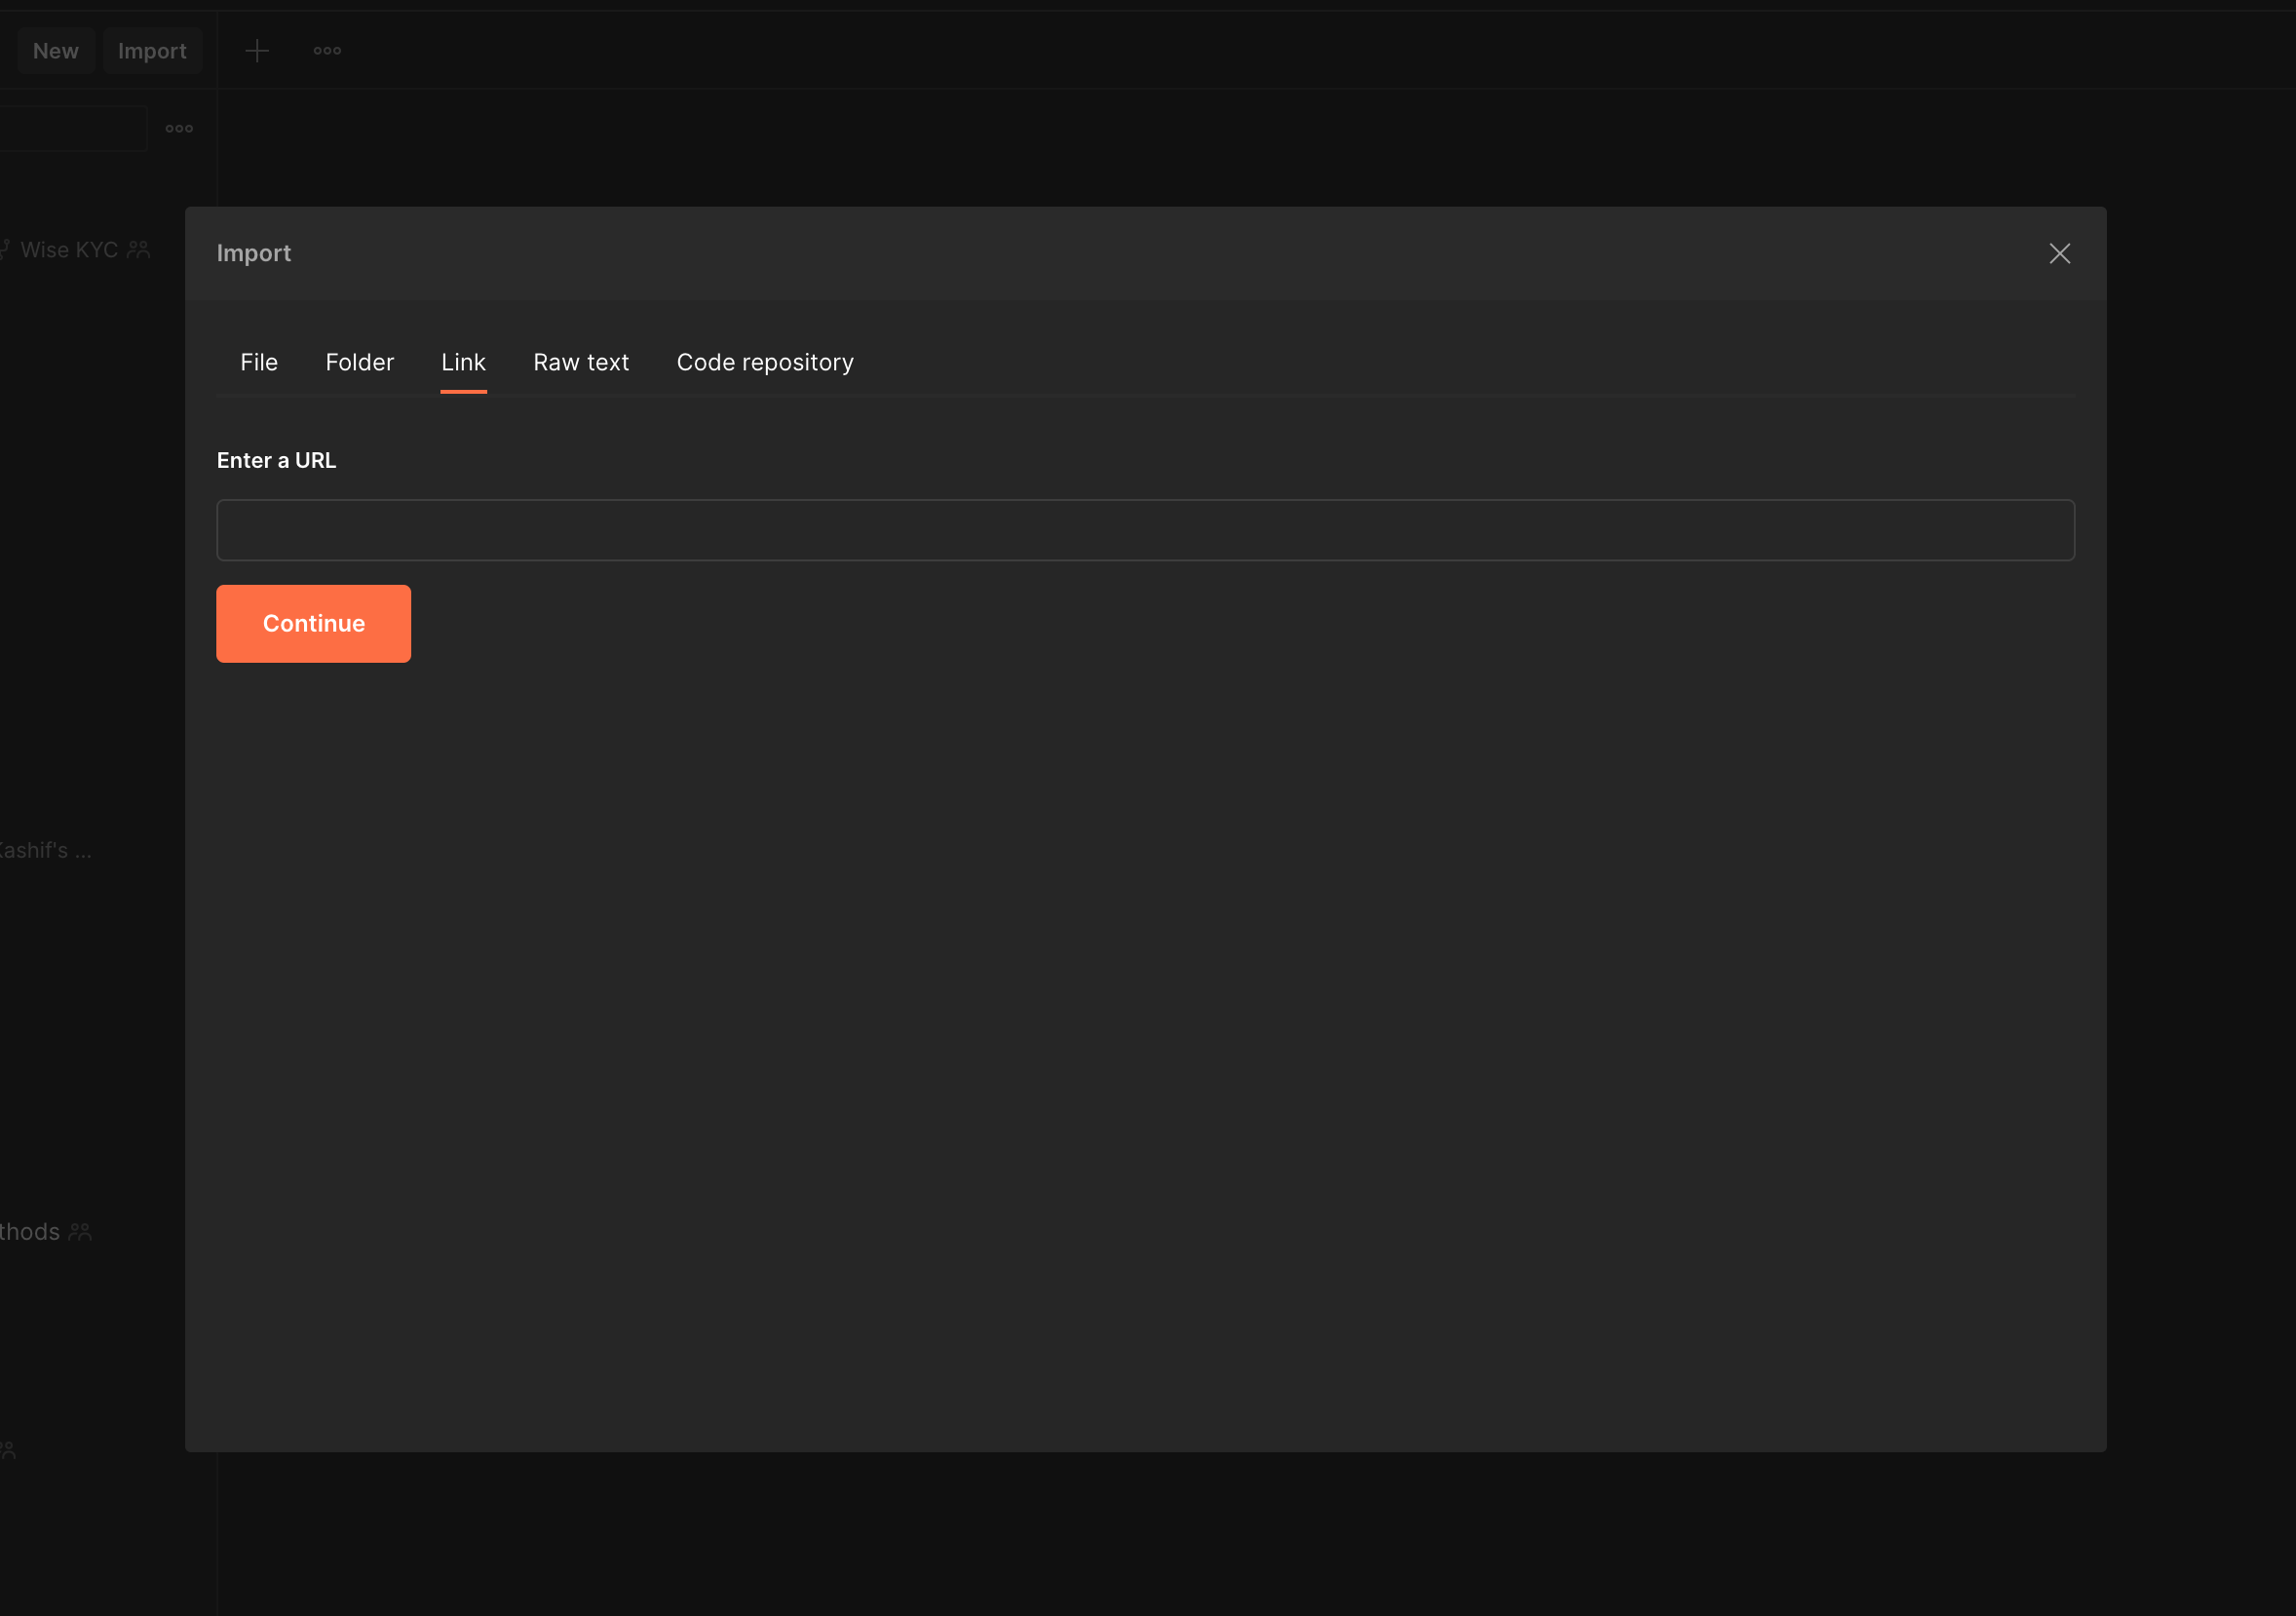 New Import
Wise KYC
Import
File Folder Link Raw text Code repository
Enter a URL
Continue
Kashif's ...
thods